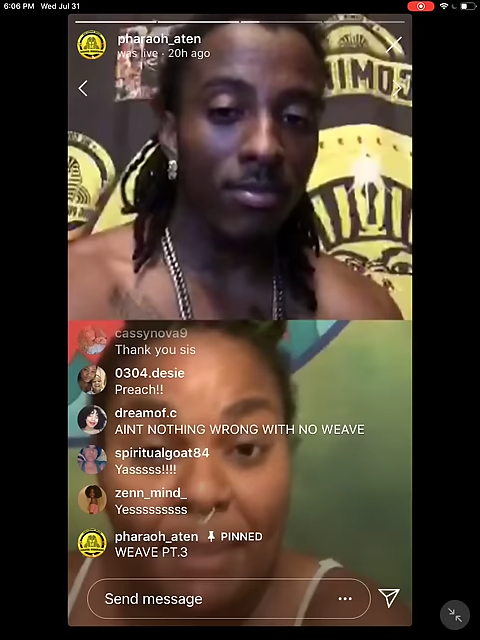 6:06 PM Wed Jul 31
pharaoh_aten
was live · 20h ago
cassynova9
Thank you sis
0304.desie
Preach!!
dreamof.c
AINT NOTHING WRONG WITH NO WEAVE
spiritualgoat84
Yasssss!!!!
zenn_mind_
Yesssssssss
pharaoh_aten PINNED
WEAVE PT.3
Send message